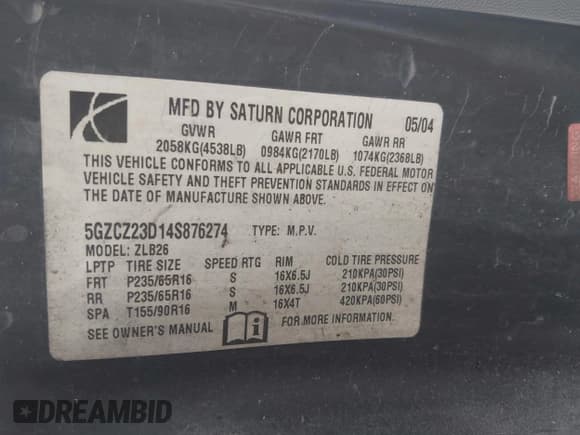 MFD BY SATURN CORPORATION 05/04
GVWR GAWR FRT GAWR RR
2058KG(4538LB) 0984KG(2170LB) 1074KG(2368LB)
THIS VEHICLE CONFORMS TO ALL APPLICABLE U.S. FEDERAL MOTOR
VEHICLE SAFETY AND THEFT PREVENTION STANDARDS IN EFFECT ON
THE DATE OF MANUFACTURE SHOWN ABOVE.
5GZCZ23D14S876274 TYPE: M.P.V.
MODEL: ZLB26
LPTP TIRE SIZE SPEED RTG RIM COLD TIRE PRESSURE
FRT P235/65R16 S 16X6.5J 210KPA(30PSI)
RR P235/65R16 S 16X6.5J 210KPA(30PSI)
SPA T155/90R16 M 16X4T 420KPA(60PSI)
SEE OWNER'S MANUAL i FOR MORE INFORMATION.
DREAMBID